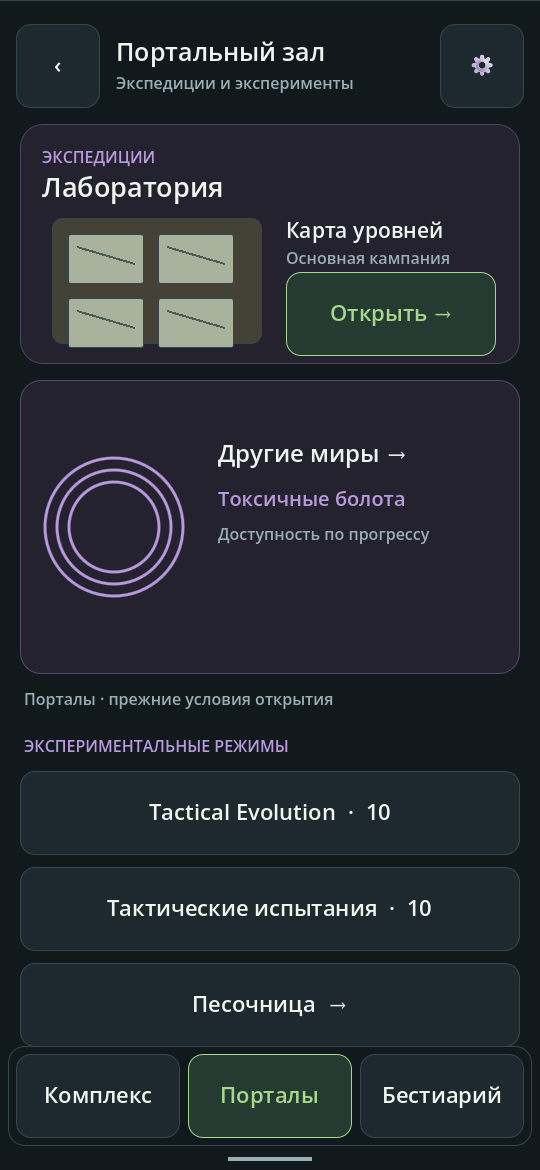 ‹
Портальный зал
Экспедиции и эксперименты
ЭКСПЕДИЦИИ
Лаборатория
Карта уровней
Основная кампания
Открыть →
Другие миры →
Токсичные болота
Доступность по прогрессу
Порталы · прежние условия открытия
ЭКСПЕРИМЕНТАЛЬНЫЕ РЕЖИМЫ
Tactical Evolution · 10
Тактические испытания · 10
Песочница →
Комплекс
Порталы
Бестиарий